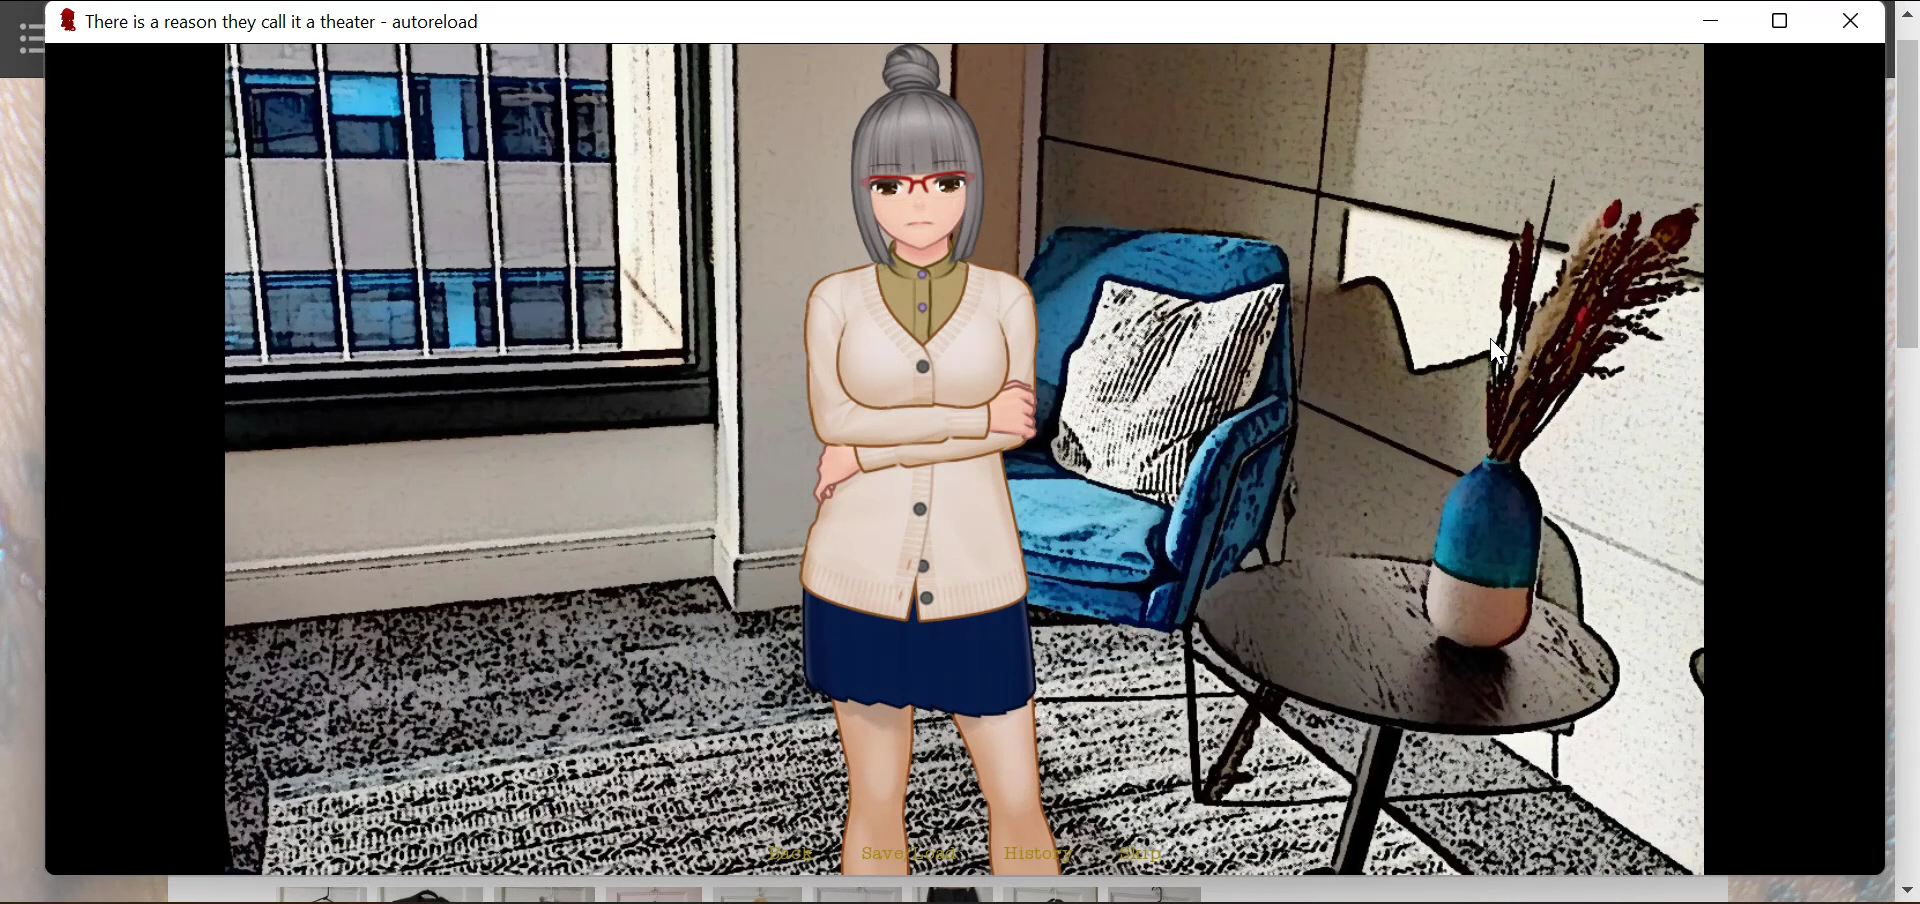 There is a reason they call it a theater - autoreload
Back Save/Load History Skip